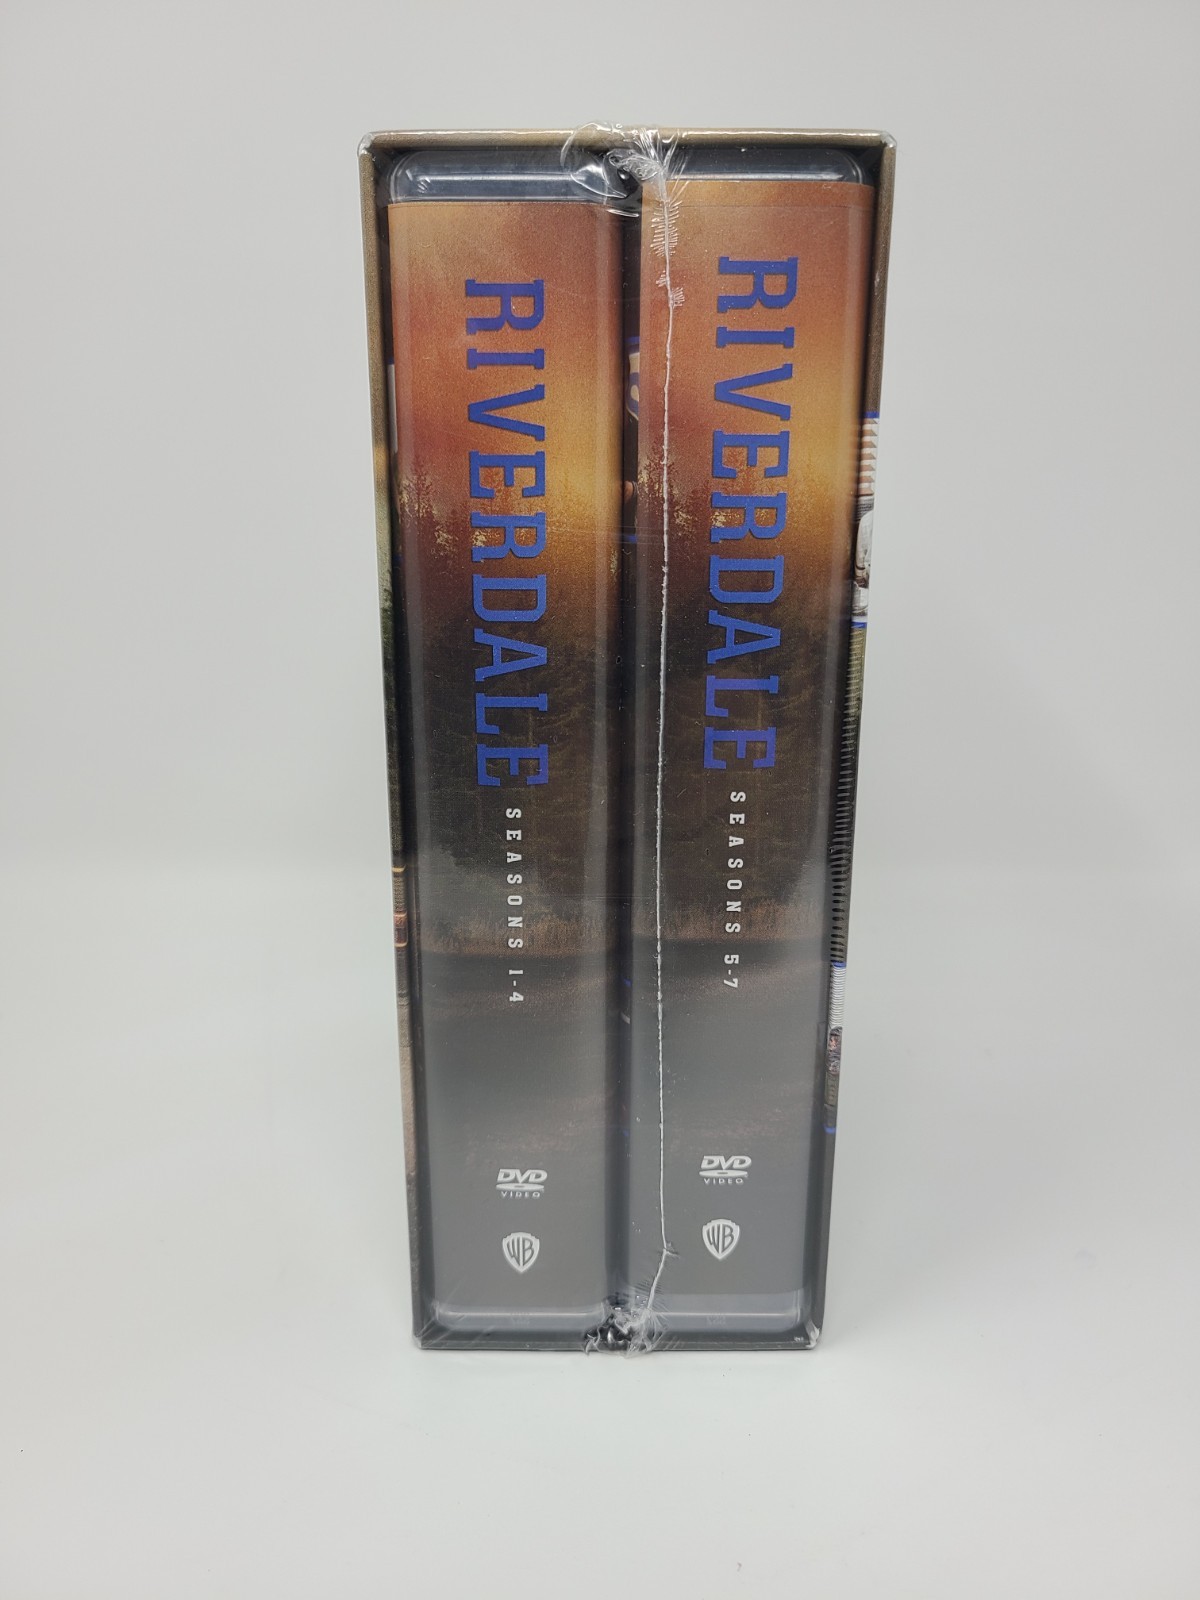 RIVERDALE
SEASONS 1-4
DVD
VIDEO
WB
RIVERDALE
SEASONS 5-7
DVD
VIDEO
WB